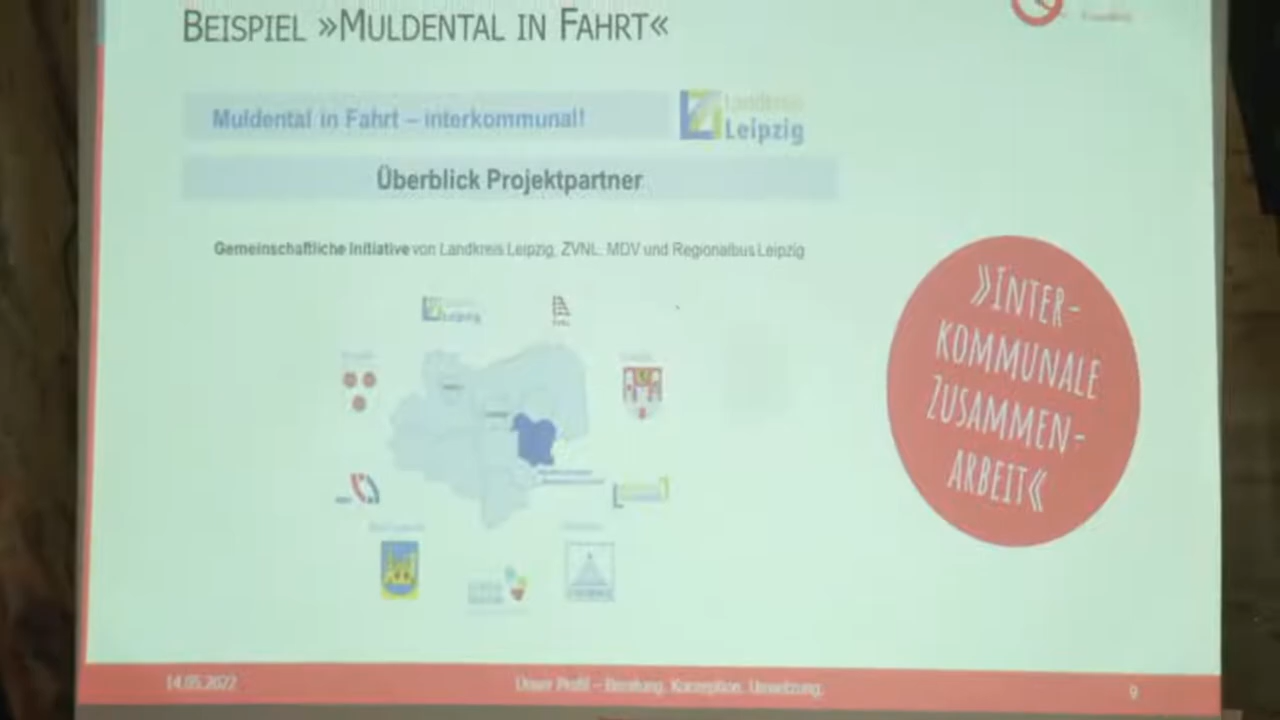 BEISPIEL »MULDENTAL IN FAHRT«
Muldental in Fahrt – interkommunal!
Landkreis
Leipzig
Überblick Projektpartner
Gemeinschaftliche Initiative von Landkreis Leipzig, ZVNL, MDV und Regionalbus Leipzig
Leipzig
»INTER-
KOMMUNALE
ZUSAMMEN-
ARBEIT«
14.05.2022
Unser Profil – Beratung. Konzeption. Umsetzung.
9